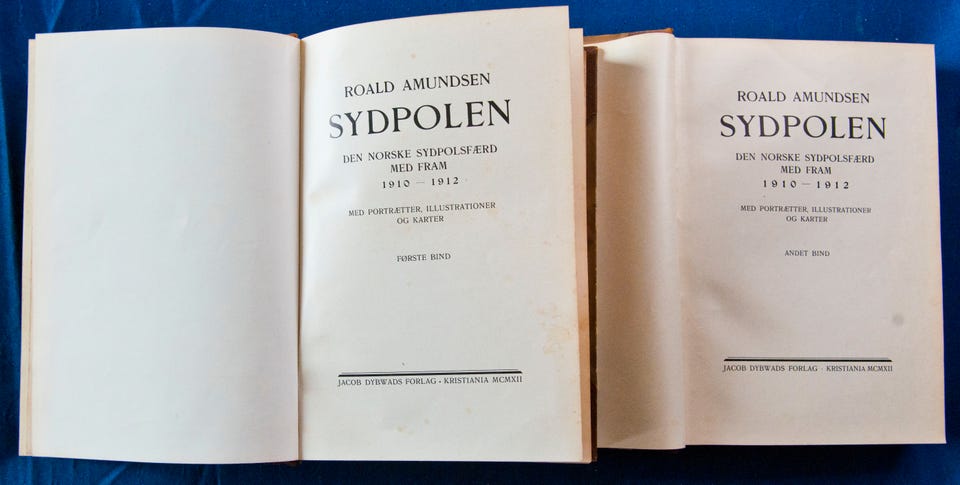 ROALD AMUNDSEN
SYDPOLEN
DEN NORSKE SYDPOLSFÆRD
MED FRAM
1910 — 1912
MED PORTRÆTTER, ILLUSTRATIONER
OG KARTER
FØRSTE BIND
JACOB DYBWADS FORLAG • KRISTIANIA MCMXII
ROALD AMUNDSEN
SYDPOLEN
DEN NORSKE SYDPOLSFÆRD
MED FRAM
1910 — 1912
MED PORTRÆTTER, ILLUSTRATIONER
OG KARTER
ANDET BIND
JACOB DYBWADS FORLAG · KRISTIANIA MCMXII